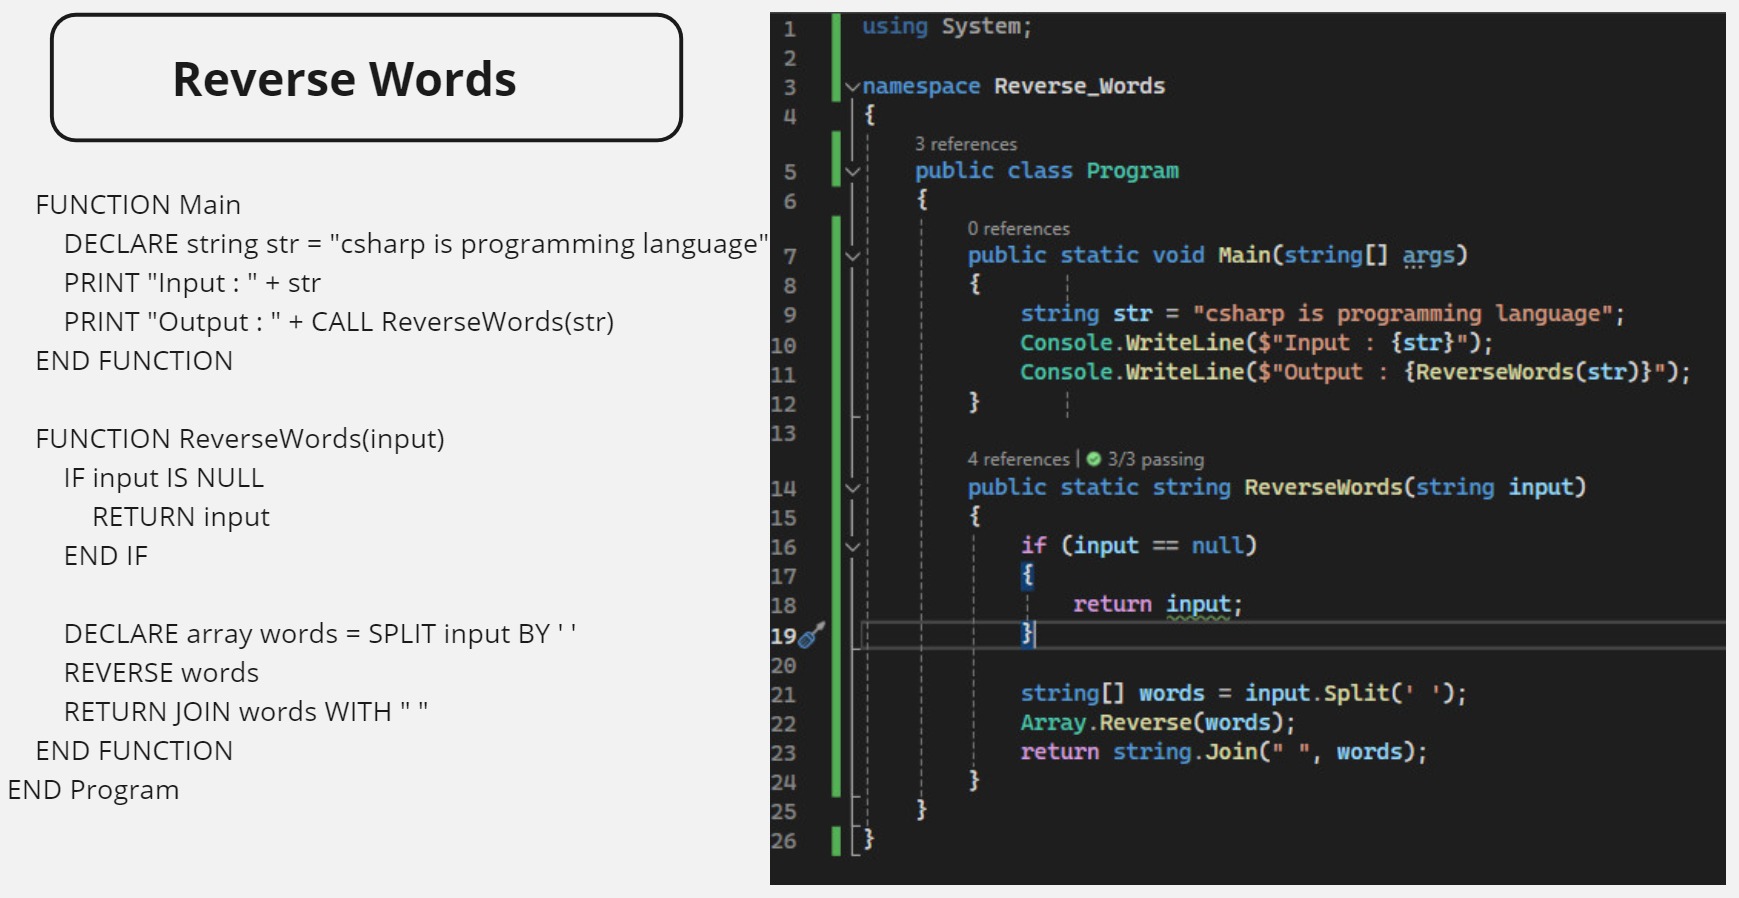 Reverse Words
FUNCTION Main
DECLARE string str = "csharp is programming language"
PRINT "Input : " + str
PRINT "Output : " + CALL ReverseWords(str)
END FUNCTION
FUNCTION ReverseWords(input)
IF input IS NULL
RETURN input
END IF
DECLARE array words = SPLIT input BY ' '
REVERSE words
RETURN JOIN words WITH " "
END FUNCTION
END Program
1 using System;
2
3 namespace Reverse_Words
4 {
3 references
5 public class Program
6 {
0 references
7 public static void Main(string[] args)
8 {
9 string str = "csharp is programming language";
10 Console.WriteLine($"Input : {str}");
11 Console.WriteLine($"Output : {ReverseWords(str)}");
12 }
13
4 references | 3/3 passing
14 public static string ReverseWords(string input)
15 {
16 if (input == null)
17 {
18 return input;
19 }
20
21 string[] words = input.Split(' ');
22 Array.Reverse(words);
23 return string.Join(" ", words);
24 }
25 }
26 }